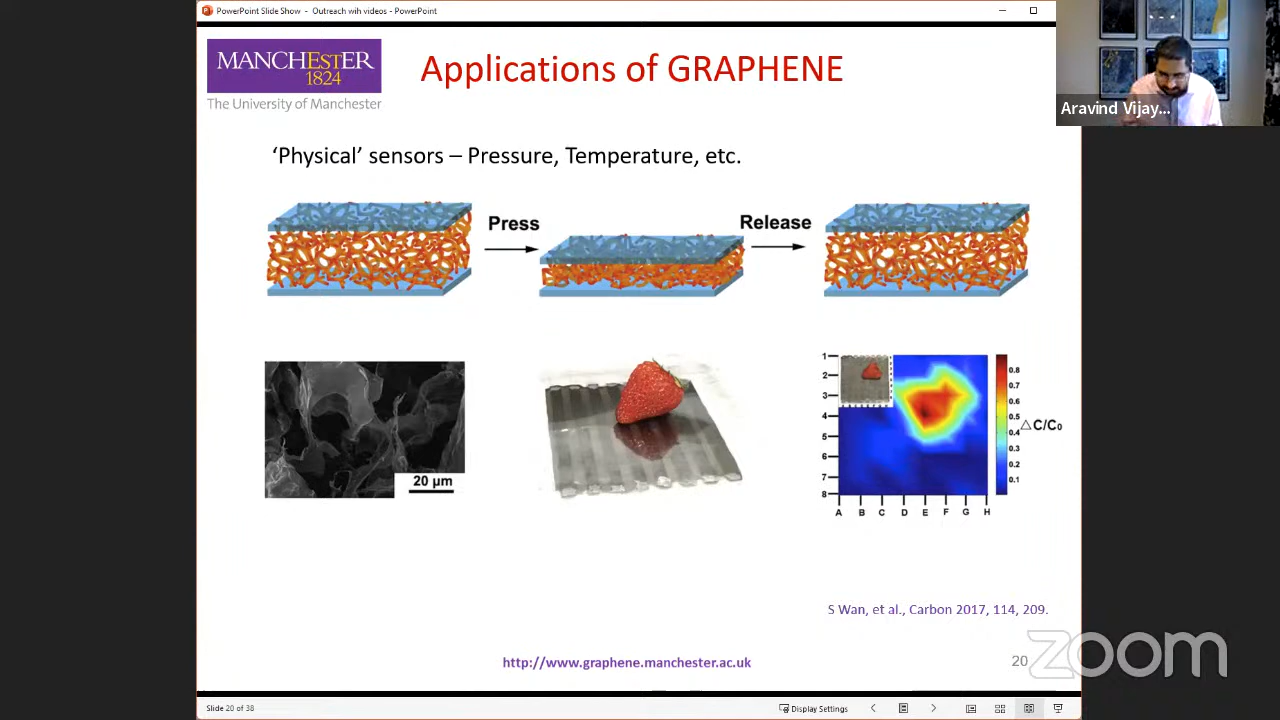 PowerPoint Slide Show - Outreach wih videos - PowerPoint
MANCHESTER
1824
The University of Manchester
Applications of GRAPHENE
Aravind Vijay...
‘Physical’ sensors – Pressure, Temperature, etc.
Press
Release
20 µm
1
2
3
4
5
6
7
8
A B C D E F G H
0.8
0.7
0.6
0.5
0.4
0.3
0.2
0.1
△C/C₀
S Wan, et al., Carbon 2017, 114, 209.
http://www.graphene.manchester.ac.uk
20
zoom
Slide 20 of 38
Display Settings